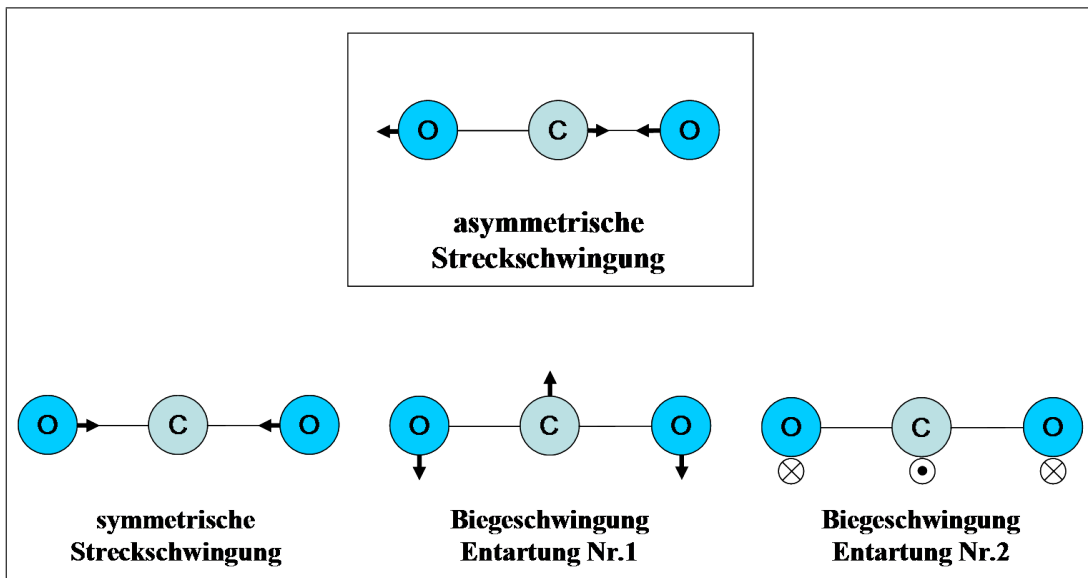 O C O
asymmetrische
Streckschwingung
O C O
O C O
O C O
symmetrische
Streckschwingung
Biegeschwingung
Entartung Nr.1
Biegeschwingung
Entartung Nr.2